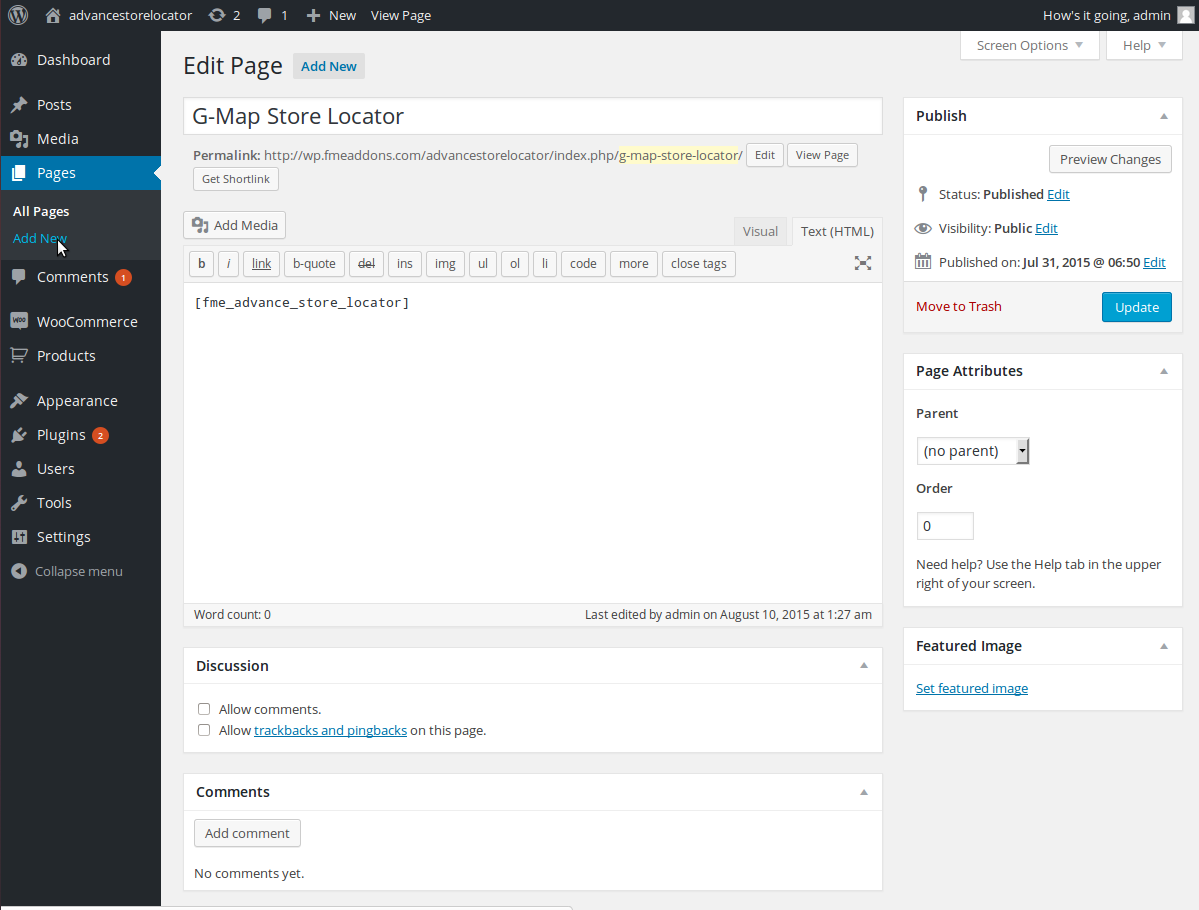 advancestorelocator 2 1 New View Page How's it going, admin
Screen Options Help
Dashboard
Posts
Media
Pages
All Pages
Add New
Comments 1
WOO WooCommerce
Products
Appearance
Plugins 2
Users
Tools
Settings
Collapse menu
Edit Page Add New
G-Map Store Locator
Permalink: http://wp.fmeaddons.com/advancestorelocator/index.php/g-map-store-locator/ Edit View Page
Get Shortlink
Add Media Visual Text (HTML)
b i link b-quote del ins img ul ol li code more close tags
[fme_advance_store_locator]
Word count: 0 Last edited by admin on August 10, 2015 at 1:27 am
Discussion
Allow comments.
Allow trackbacks and pingbacks on this page.
Comments
Add comment
No comments yet.
Publish
Preview Changes
Status: Published Edit
Visibility: Public Edit
Published on: Jul 31, 2015 @ 06:50 Edit
Move to Trash Update
Page Attributes
Parent
(no parent)
Order
0
Need help? Use the Help tab in the upper
right of your screen.
Featured Image
Set featured image